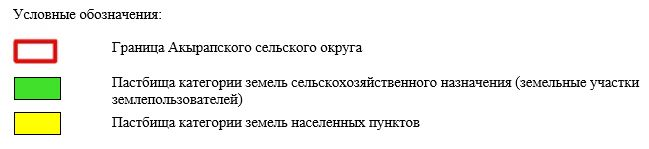 Условные обозначения:
Граница Акырапского сельского округа
Пастбища категории земель сельскохозяйственного назначения (земельные участки
землепользователей)
Пастбища категории земель населенных пунктов